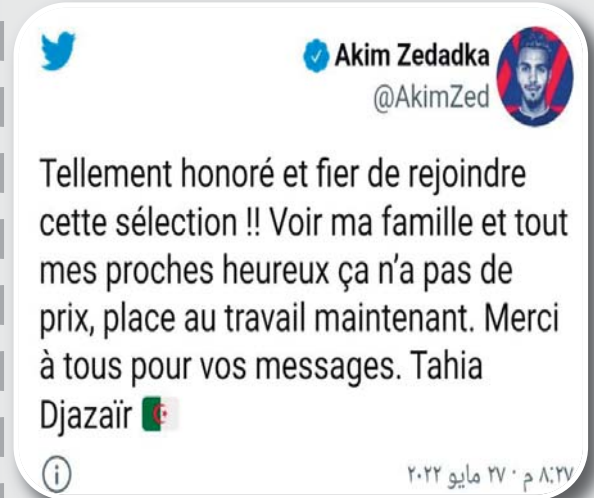 Akim Zedadka
@AkimZed
Tellement honoré et fier de rejoindre
cette sélection !! Voir ma famille et tout
mes proches heureux ça n’a pas de
prix, place au travail maintenant. Merci
à tous pour vos messages. Tahia
Djazaïr 🇩🇿
٨:٢٧ م · ٢٧ مايو ٢٠٢٢